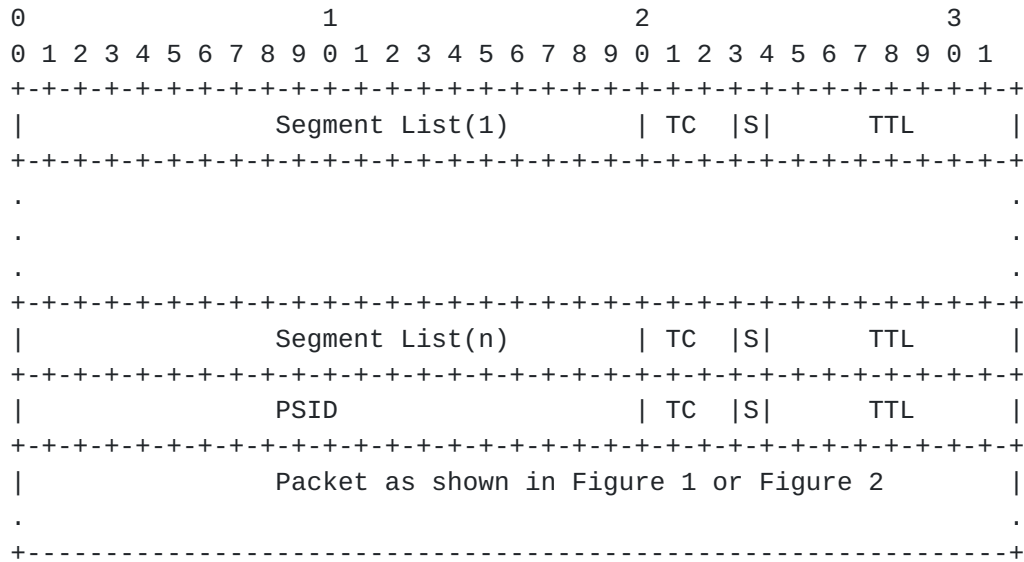 0                   1                   2                   3
0 1 2 3 4 5 6 7 8 9 0 1 2 3 4 5 6 7 8 9 0 1 2 3 4 5 6 7 8 9 0 1
+-+-+-+-+-+-+-+-+-+-+-+-+-+-+-+-+-+-+-+-+-+-+-+-+-+-+-+-+-+-+-+-+
|                Segment List(1)        | TC  |S|      TTL      |
+-+-+-+-+-+-+-+-+-+-+-+-+-+-+-+-+-+-+-+-+-+-+-+-+-+-+-+-+-+-+-+-+
.                                                               .
.                                                               .
.                                                               .
+-+-+-+-+-+-+-+-+-+-+-+-+-+-+-+-+-+-+-+-+-+-+-+-+-+-+-+-+-+-+-+-+
|                Segment List(n)        | TC  |S|      TTL      |
+-+-+-+-+-+-+-+-+-+-+-+-+-+-+-+-+-+-+-+-+-+-+-+-+-+-+-+-+-+-+-+-+
|                PSID                   | TC  |S|      TTL      |
+-+-+-+-+-+-+-+-+-+-+-+-+-+-+-+-+-+-+-+-+-+-+-+-+-+-+-+-+-+-+-+-+
|                Packet as shown in Figure 1 or Figure 2        |
.                                                               .
+---------------------------------------------------------------+